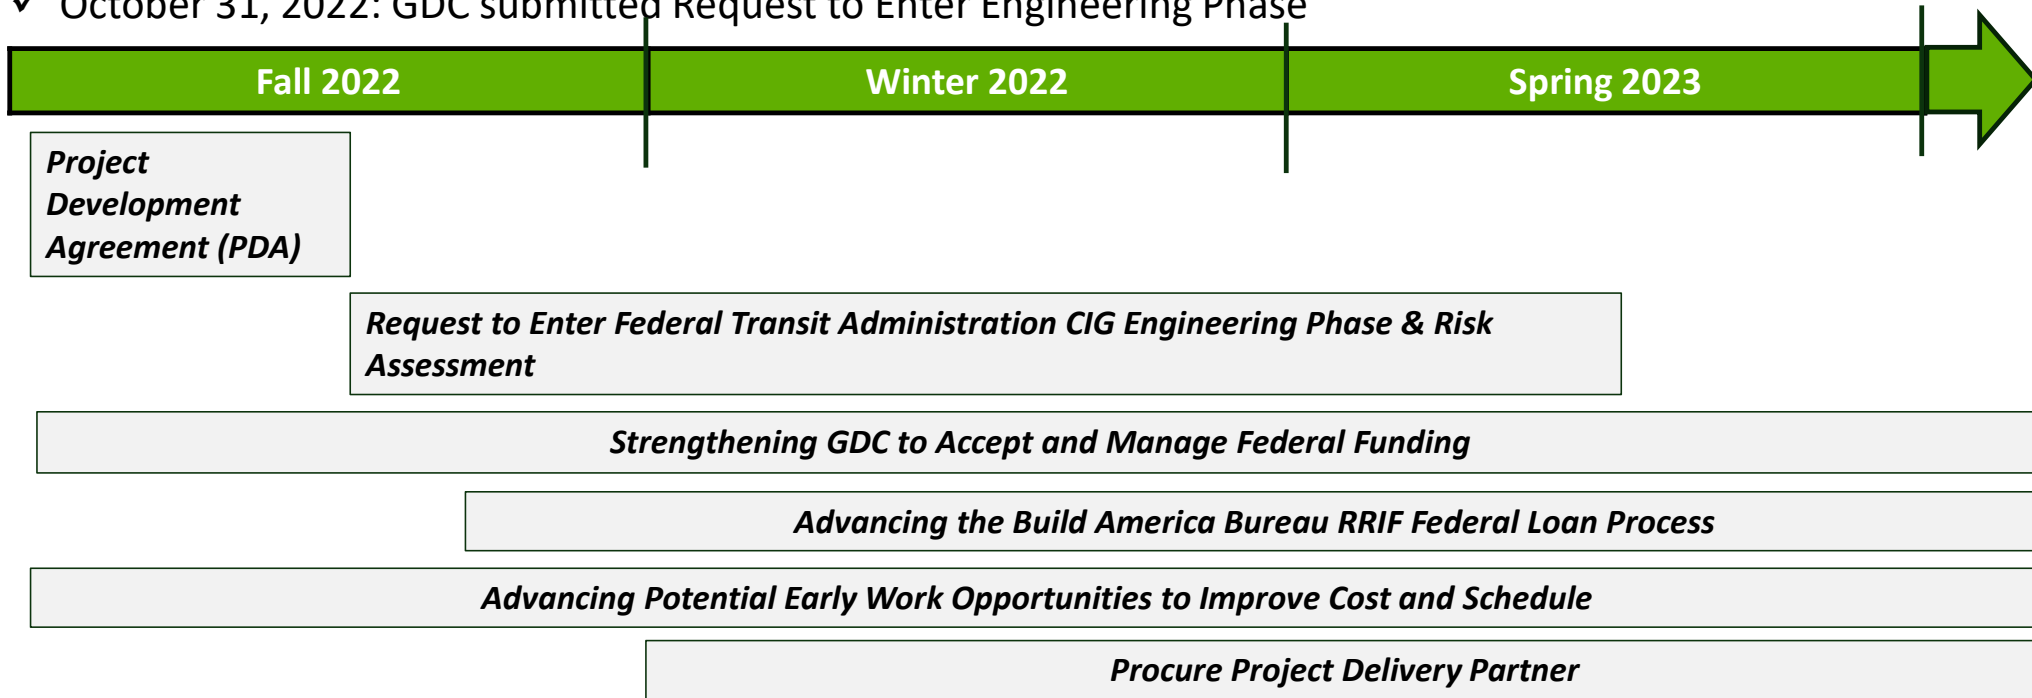 ✓ October 31, 2022: GDC submitted Request to Enter Engineering Phase
Fall 2022
Winter 2022
Spring 2023
Project
Development
Agreement (PDA)
Request to Enter Federal Transit Administration CIG Engineering Phase & Risk
Assessment
Strengthening GDC to Accept and Manage Federal Funding
Advancing the Build America Bureau RRIF Federal Loan Process
Advancing Potential Early Work Opportunities to Improve Cost and Schedule
Procure Project Delivery Partner